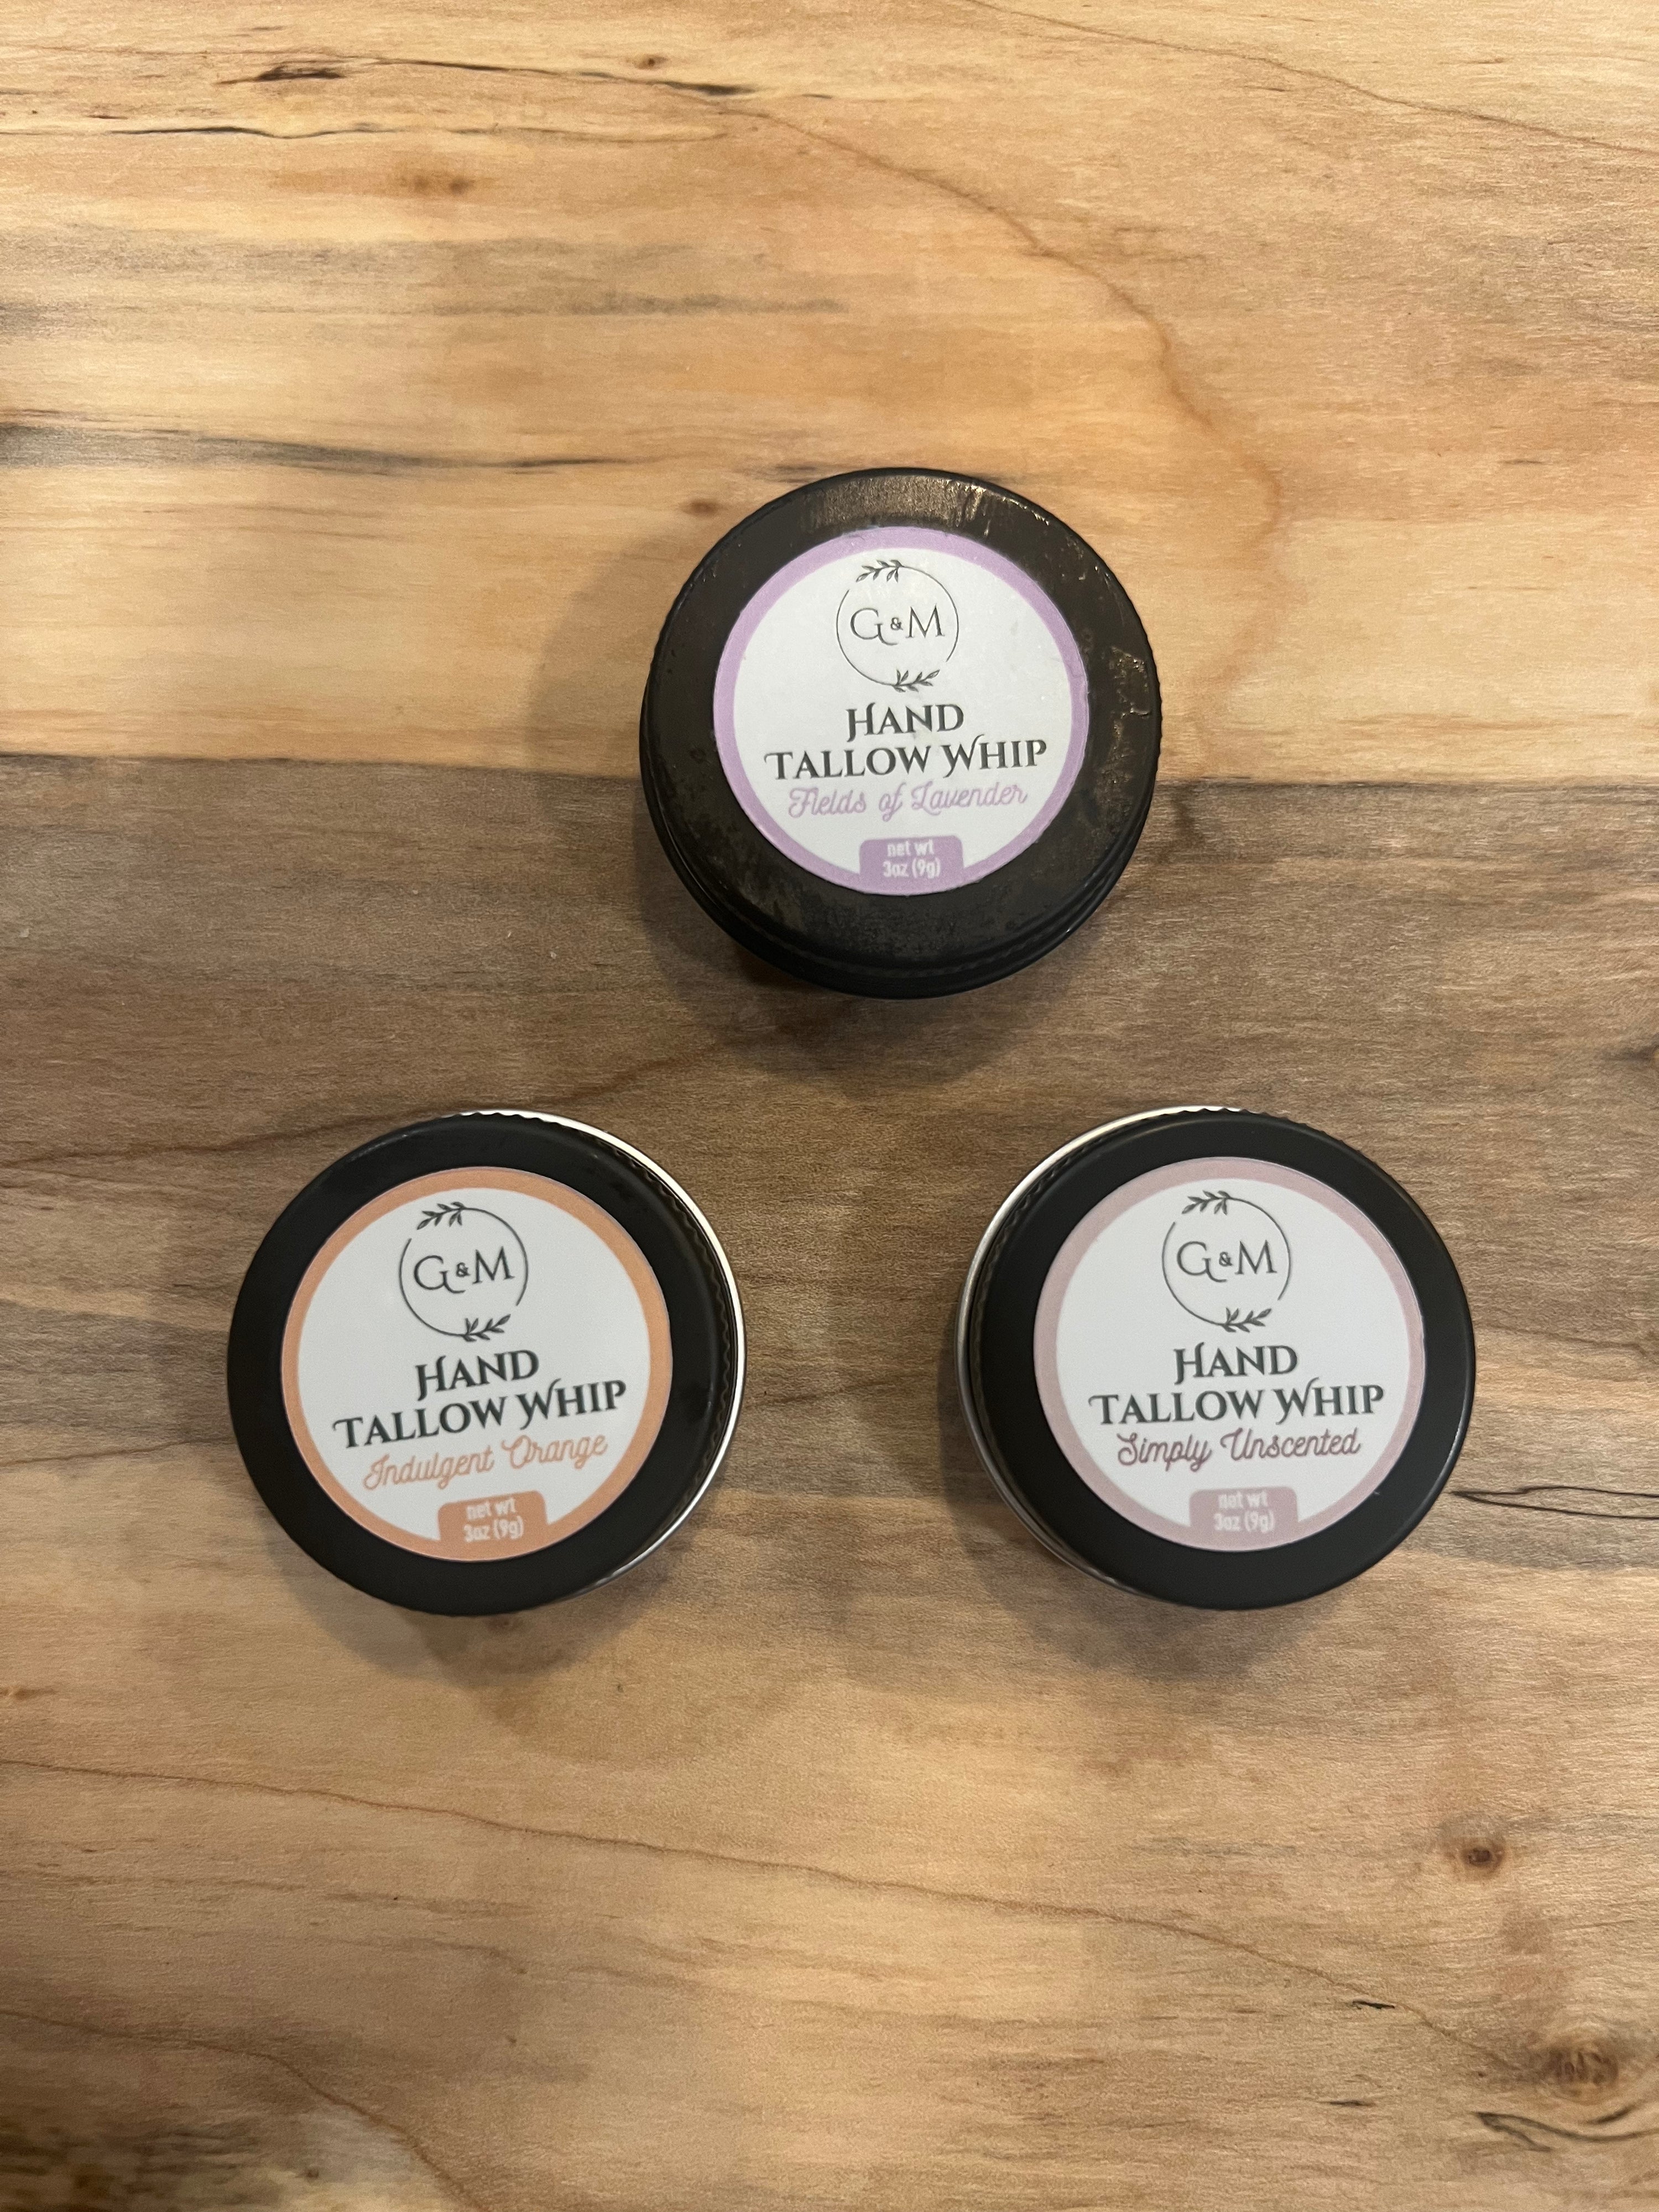 G&M
HAND
TALLOW WHIP
Fields of Lavender
net wt
3oz (9g)
G&M
HAND
TALLOW WHIP
Indulgent Orange
net wt
3oz (9g)
G&M
HAND
TALLOW WHIP
Simply Unscented
net wt
3oz (9g)